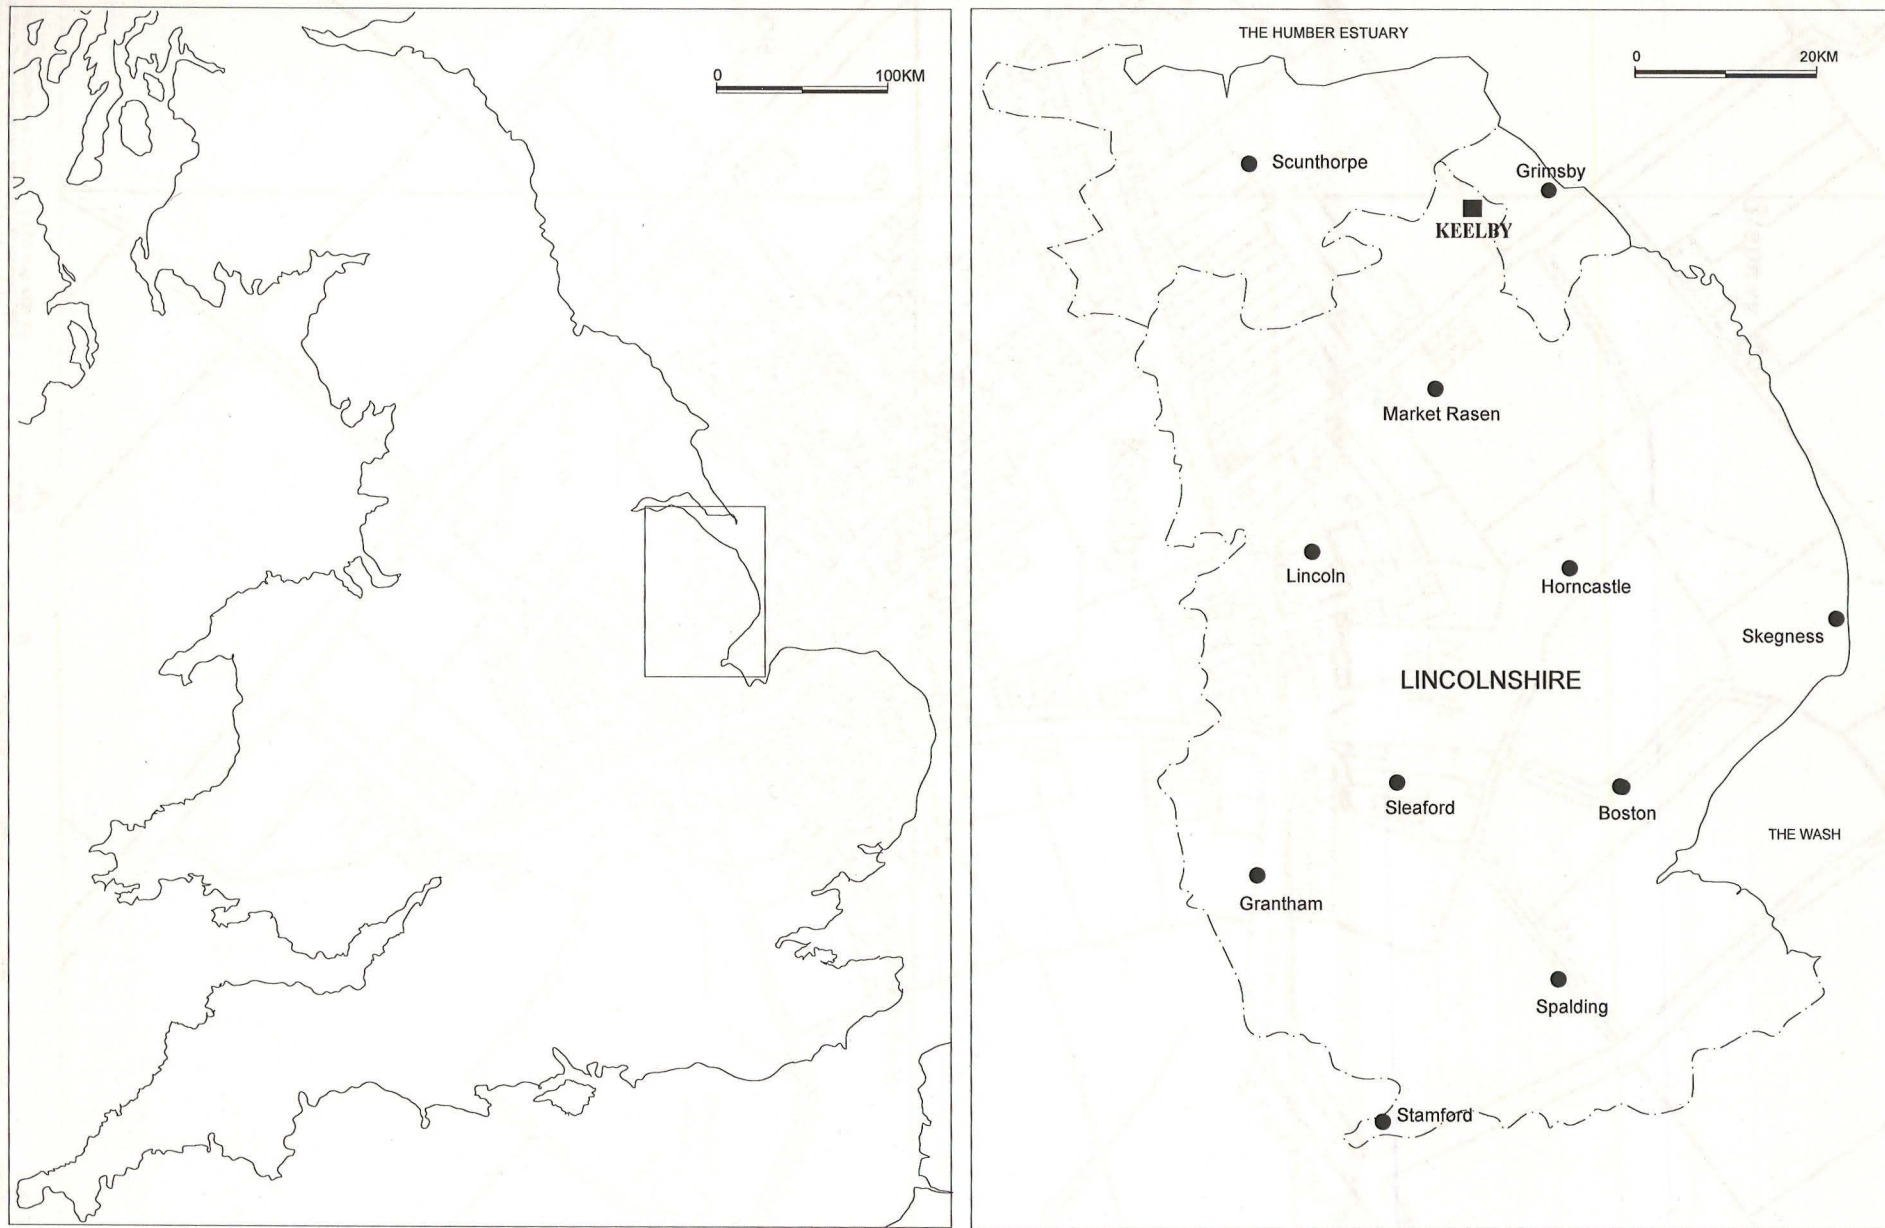 0 100KM
THE HUMBER ESTUARY
0 20KM
Scunthorpe
Grimsby
KEELBY
Market Rasen
Lincoln
Horncastle
Skegness
LINCOLNSHIRE
Sleaford
Boston
THE WASH
Grantham
Spalding
Stamford